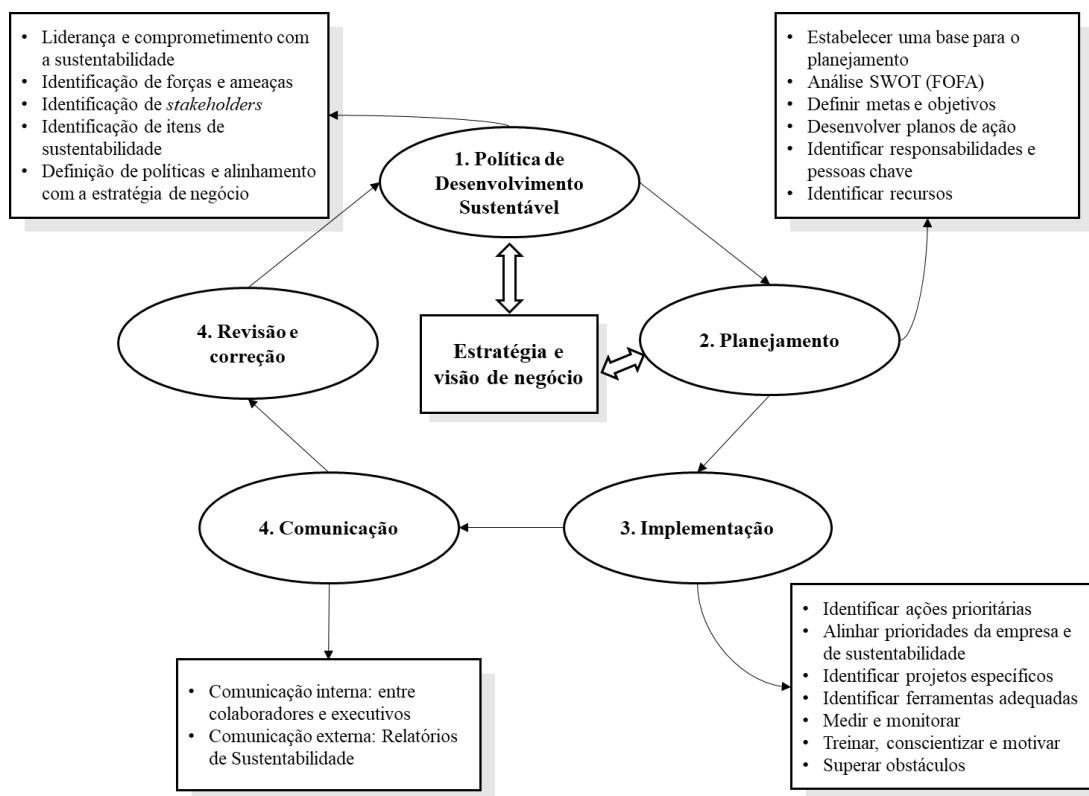 • Liderança e comprometimento com
a sustentabilidade
• Identificação de forças e ameaças
• Identificação de stakeholders
• Identificação de itens de
sustentabilidade
• Definição de políticas e alinhamento
com a estratégia de negócio
• Estabelecer uma base para o
planejamento
• Análise SWOT (FOFA)
• Definir metas e objetivos
• Desenvolver planos de ação
• Identificar responsabilidades e
pessoas chave
• Identificar recursos
1. Política de
Desenvolvimento
Sustentável
4. Revisão e
correção
Estratégia e
visão de negócio
2. Planejamento
4. Comunicação
3. Implementação
• Comunicação interna: entre
colaboradores e executivos
• Comunicação externa: Relatórios
de Sustentabilidade
• Identificar ações prioritárias
• Alinhar prioridades da empresa e
de sustentabilidade
• Identificar projetos específicos
• Identificar ferramentas adequadas
• Medir e monitorar
• Treinar, conscientizar e motivar
• Superar obstáculos